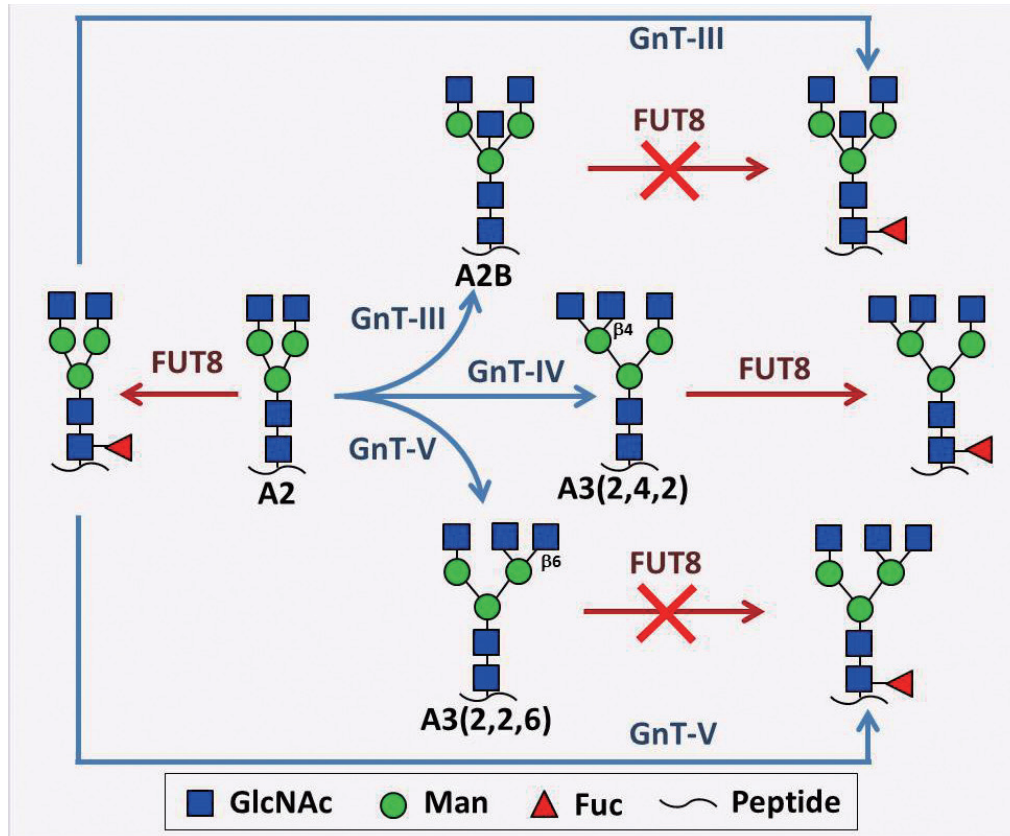 GnT-III
FUT8
A2B
GnT-III
β4
FUT8
GnT-IV
FUT8
GnT-V
A2
A3(2,4,2)
β6
FUT8
A3(2,2,6)
GnT-V
GlcNAc Man Fuc Peptide